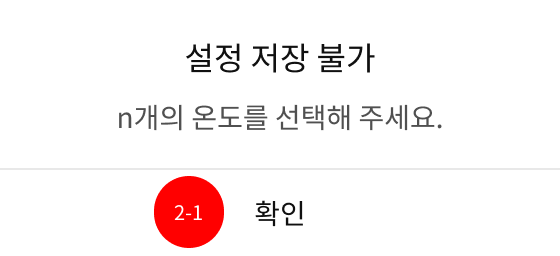 설정 저장 불가
n개의 온도를 선택해 주세요.
2-1 확인